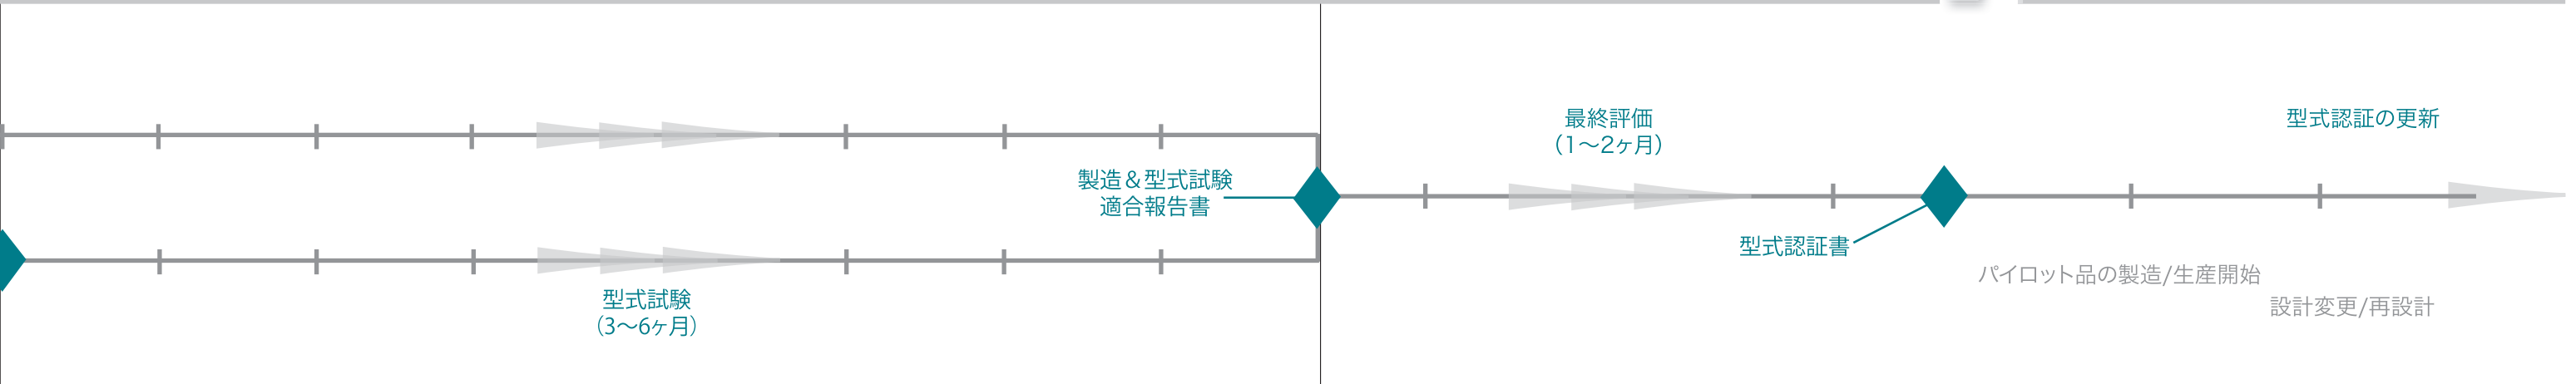 製造＆型式試験
適合報告書
型式試験
（3～6ヶ月）
最終評価
（1～2ヶ月）
型式認証書
型式認証の更新
パイロット品の製造/生産開始
設計変更/再設計